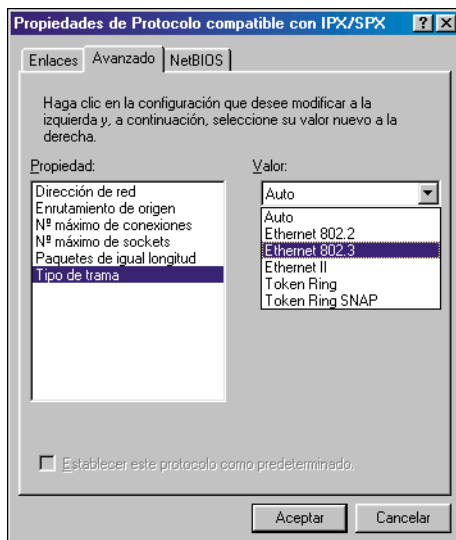 Propiedades de Protocolo compatible con IPX/SPX
Enlaces Avanzado NetBIOS
Haga clic en la configuración que desee modificar a la
izquierda y, a continuación, seleccione su valor nuevo a la
derecha.
Propiedad:
Dirección de red
Enrutamiento de origen
Nº máximo de conexiones
Nº máximo de sockets
Paquetes de igual longitud
Tipo de trama
Valor:
Auto
Auto
Ethernet 802.2
Ethernet 802.3
Ethernet II
Token Ring
Token Ring SNAP
Establecer este protocolo como predeterminado.
Aceptar Cancelar